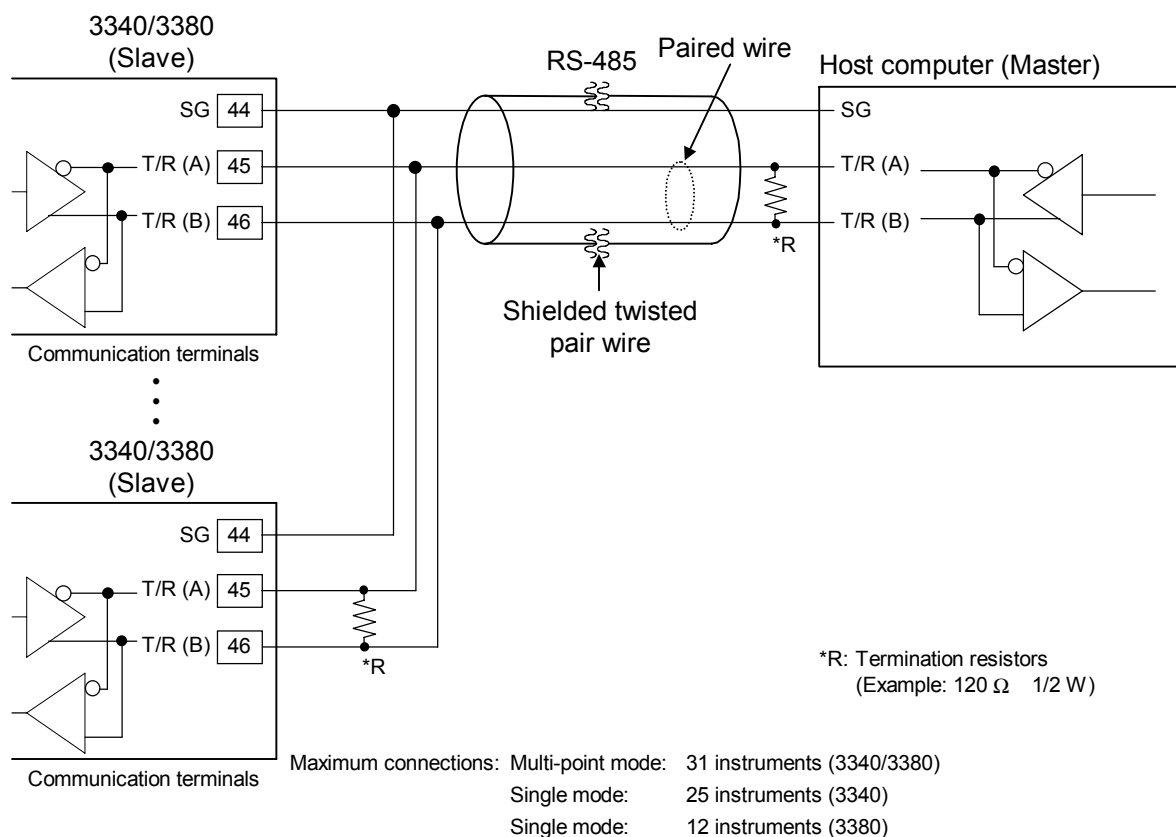 3340/3380
(Slave)
SG 44
T/R (A) 45
T/R (B) 46
Communication terminals
RS-485
Paired wire
Shielded twisted
pair wire
*R
Host computer (Master)
SG
T/R (A)
T/R (B)
3340/3380
(Slave)
SG 44
T/R (A) 45
T/R (B) 46
*R
Communication terminals
*R: Termination resistors
(Example: 120 Ω 1/2 W)
Maximum connections: Multi-point mode: 31 instruments (3340/3380)
Single mode: 25 instruments (3340)
Single mode: 12 instruments (3380)